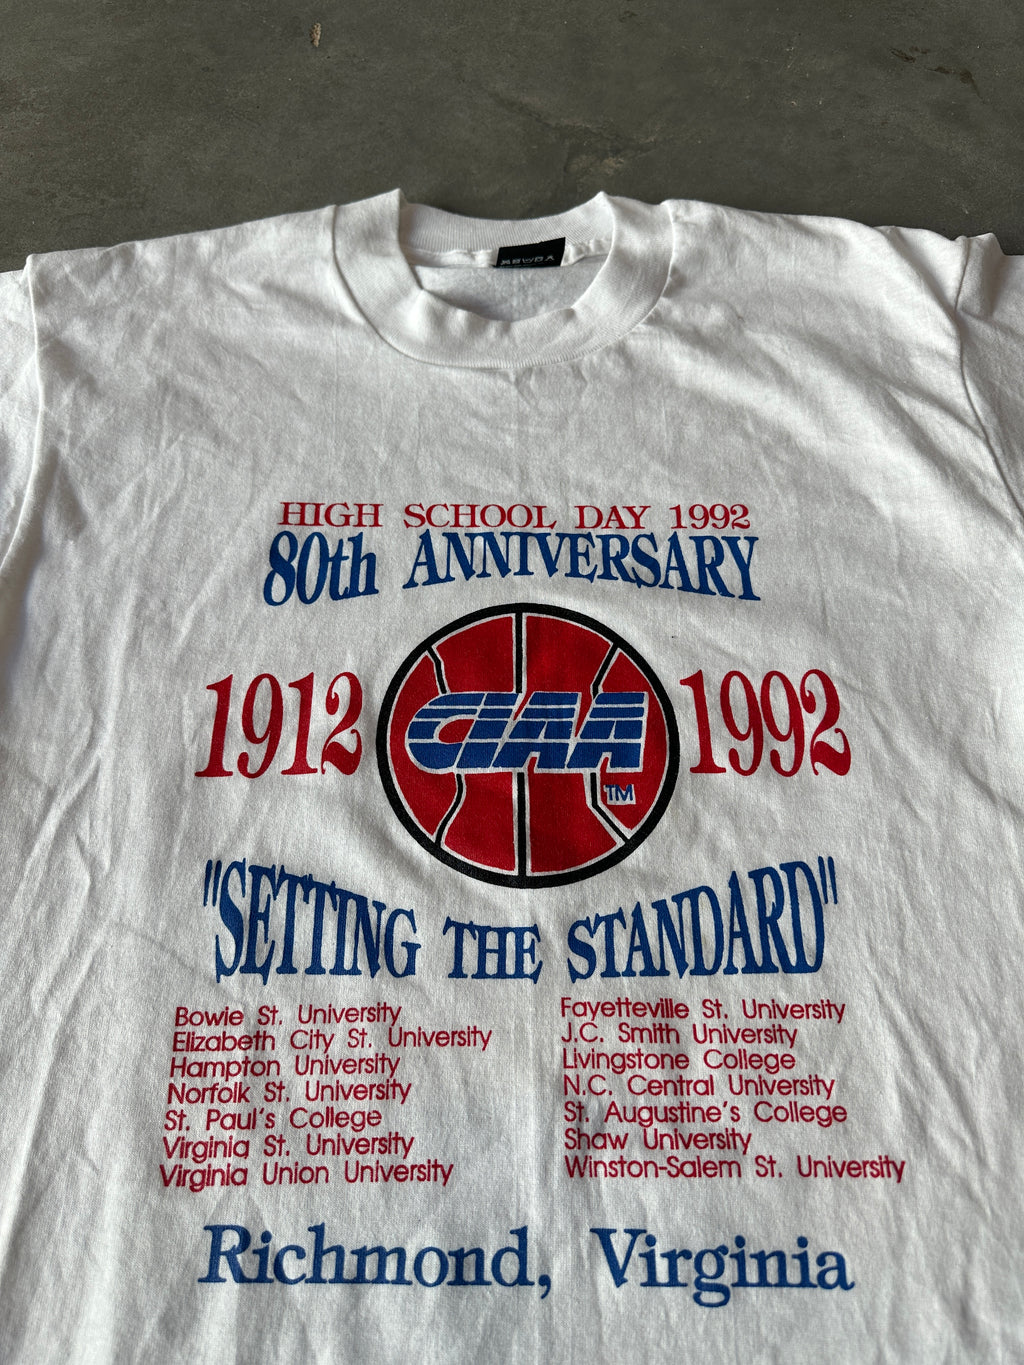 HIGH SCHOOL DAY 1992
80th ANNIVERSARY
1912
CIAA
TM
1992
"SETTING THE STANDARD"
Bowie St. University
Elizabeth City St. University
Hampton University
Norfolk St. University
St. Paul's College
Virginia St. University
Virginia Union University
Fayetteville St. University
J.C. Smith University
Livingstone College
N.C. Central University
St. Augustine's College
Shaw University
Winston-Salem St. University
Richmond, Virginia